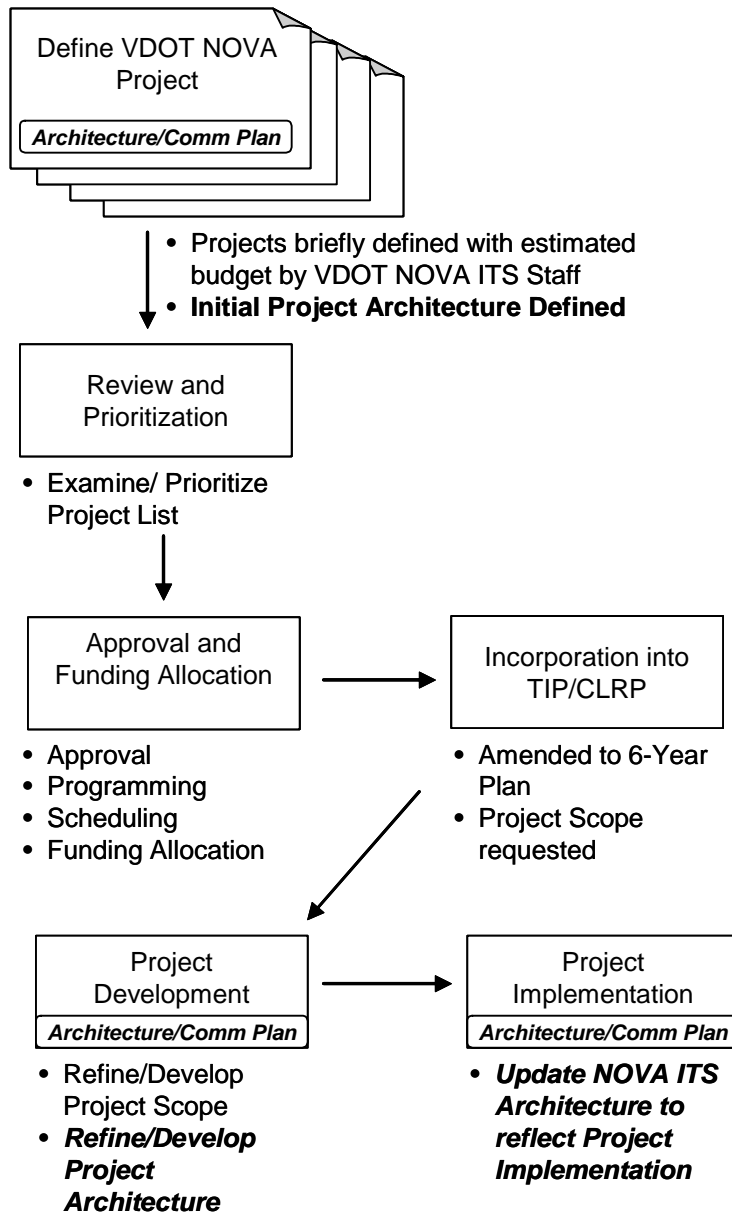 Define VDOT NOVA
Project
Architecture/Comm Plan
• Projects briefly defined with estimated
budget by VDOT NOVA ITS Staff
• Initial Project Architecture Defined
Review and
Prioritization
• Examine/ Prioritize
Project List
Approval and
Funding Allocation
• Approval
• Programming
• Scheduling
• Funding Allocation
Incorporation into
TIP/CLRP
• Amended to 6-Year
Plan
• Project Scope
requested
Project
Development
Architecture/Comm Plan
• Refine/Develop
Project Scope
• Refine/Develop
Project
Architecture
Project
Implementation
Architecture/Comm Plan
• Update NOVA ITS
Architecture to
reflect Project
Implementation